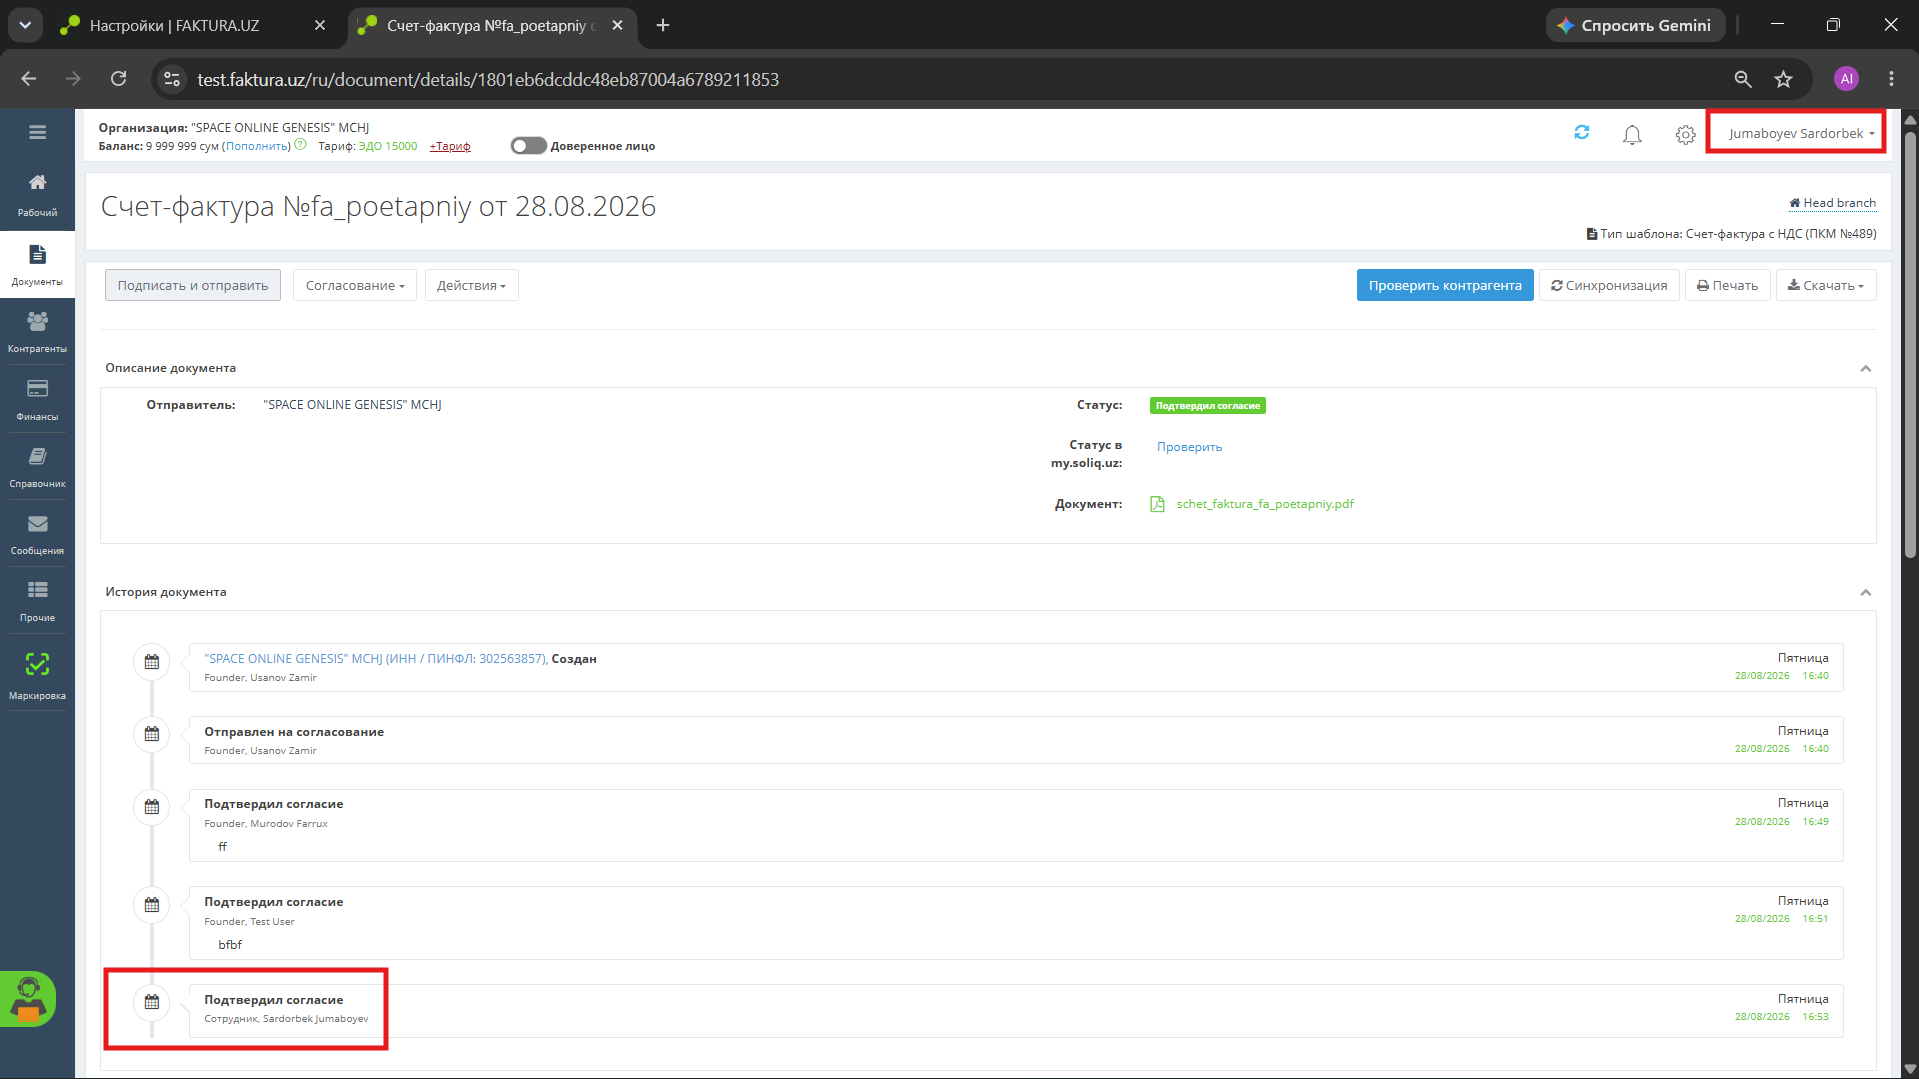 Настройки | FAKTURA.UZ
Счет-фактура №fa_poetapniy о
Спросить Gemini
test.faktura.uz/ru/document/details/1801eb6dcddc48eb87004a6789211853
AI
Организация: "SPACE ONLINE GENESIS" MCHJ
Баланс: 9 999 999 сум (Пополнить) ? Тариф: ЭДО 15000 +Тариф
Доверенное лицо
Jumaboyev Sardorbek
Рабочий
Документы
Контрагенты
Финансы
Справочник
Сообщения
Прочие
Маркировка
Счет-фактура №fa_poetapniy от 28.08.2026
Head branch
Тип шаблона: Счет-фактура с НДС (ПКМ №489)
Подписать и отправить
Согласование
Действия
Проверить контрагента
Синхронизация
Печать
Скачать
Описание документа
Отправитель: "SPACE ONLINE GENESIS" MCHJ
Статус: Подтвердил согласие
Статус в
my.soliq.uz: Проверить
Документ: schet_faktura_fa_poetapniy.pdf
История документа
"SPACE ONLINE GENESIS" MCHJ (ИНН / ПИНФЛ: 302563857), Создан
Founder, Usanov Zamir
Пятница
28/08/2026 16:40
Отправлен на согласование
Founder, Usanov Zamir
Пятница
28/08/2026 16:40
Подтвердил согласие
Founder, Murodov Farrux
ff
Пятница
28/08/2026 16:49
Подтвердил согласие
Founder, Test User
bfbf
Пятница
28/08/2026 16:51
Подтвердил согласие
Сотрудник, Sardorbek Jumaboyev
Пятница
28/08/2026 16:53